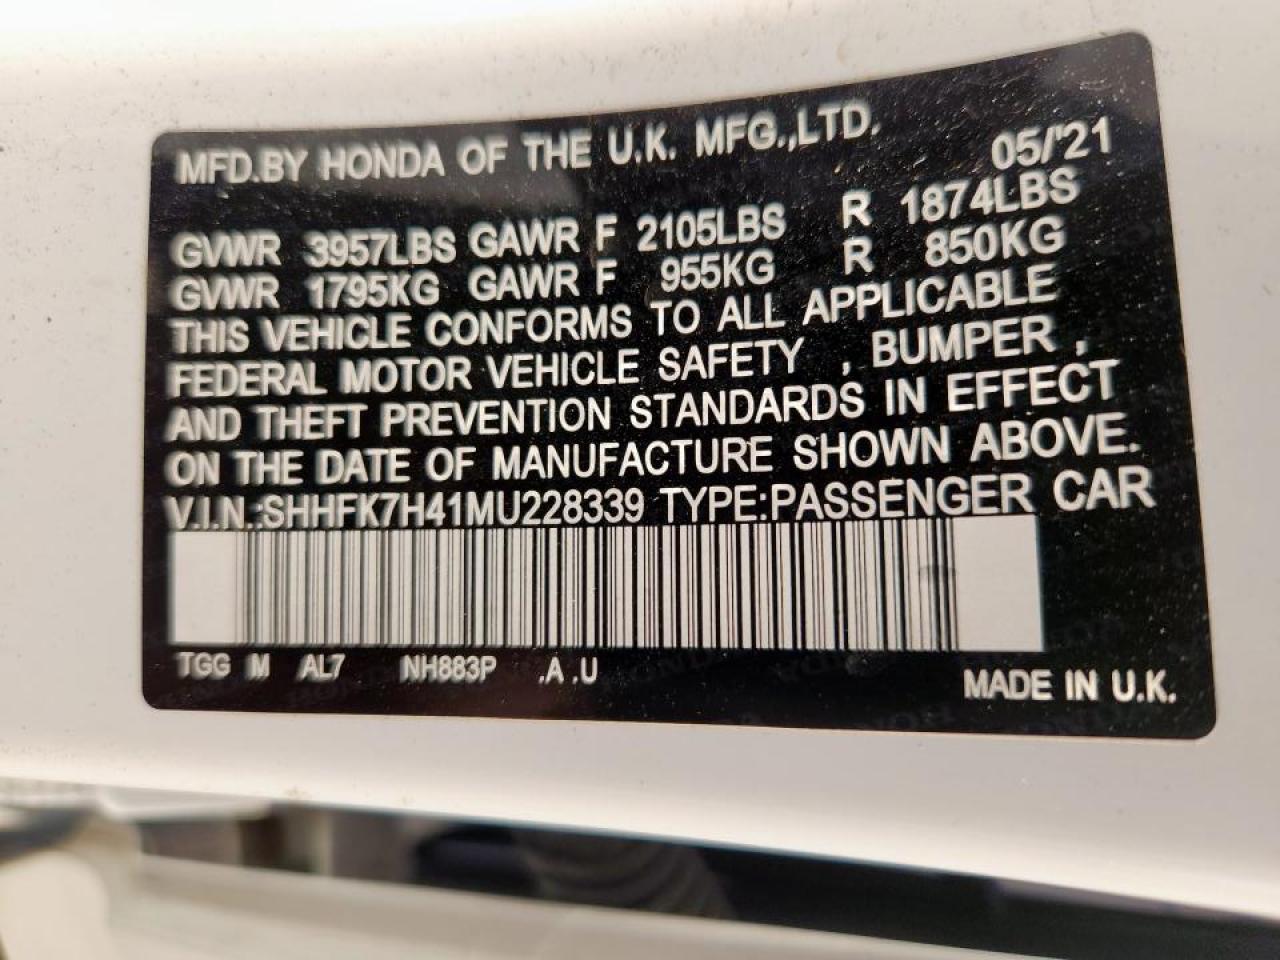 MFD.BY HONDA OF THE U.K. MFG.,LTD. 05/'21
GVWR 3957LBS GAWR F 2105LBS R 1874LBS
GVWR 1795KG GAWR F 955KG R 850KG
THIS VEHICLE CONFORMS TO ALL APPLICABLE
FEDERAL MOTOR VEHICLE SAFETY , BUMPER ,
AND THEFT PREVENTION STANDARDS IN EFFECT
ON THE DATE OF MANUFACTURE SHOWN ABOVE.
V.I.N.:SHHFK7H41MU228339 TYPE:PASSENGER CAR
TGG M AL7 NH883P .A .U
MADE IN U.K.